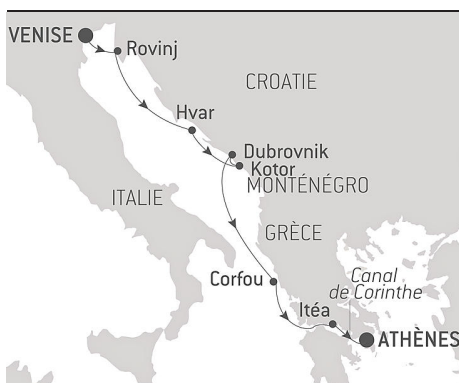 VENISE
Rovinj
CROATIE
Hvar
Dubrovnik
Kotor
MONTÉNÉGRO
ITALIE
GRÈCE
Corfou
Canal
de Corinthe
Itéa
ATHÈNES